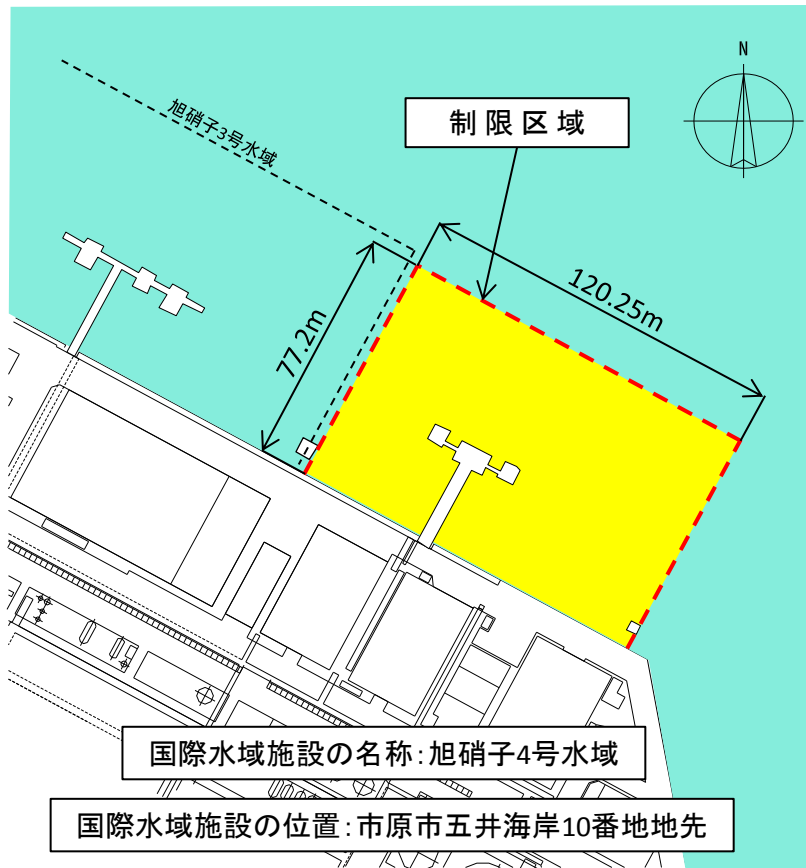 N
旭硝子3号水域
制限区域
120.25m
77.2m
国際水域施設の名称:旭硝子4号水域
国際水域施設の位置:市原市五井海岸10番地地先